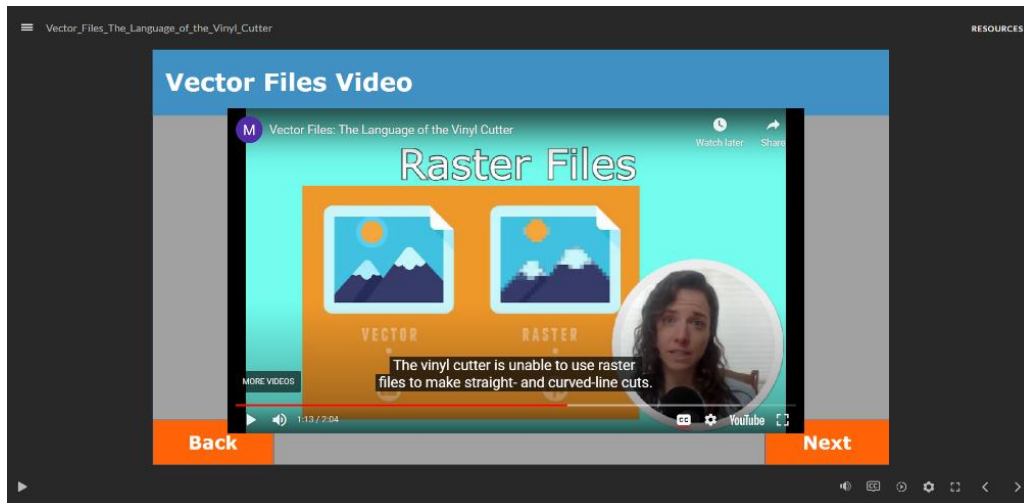 Vector_Files_The_Language_of_the_Vinyl_Cutter
RESOURCES
Vector Files Video
M
Vector Files: The Language of the Vinyl Cutter
Watch later
Share
Raster Files
VECTOR
RASTER
The vinyl cutter is unable to use raster
files to make straight- and curved-line cuts.
MORE VIDEOS
1:13 / 2:04
CC
YouTube
Back
Next
CC